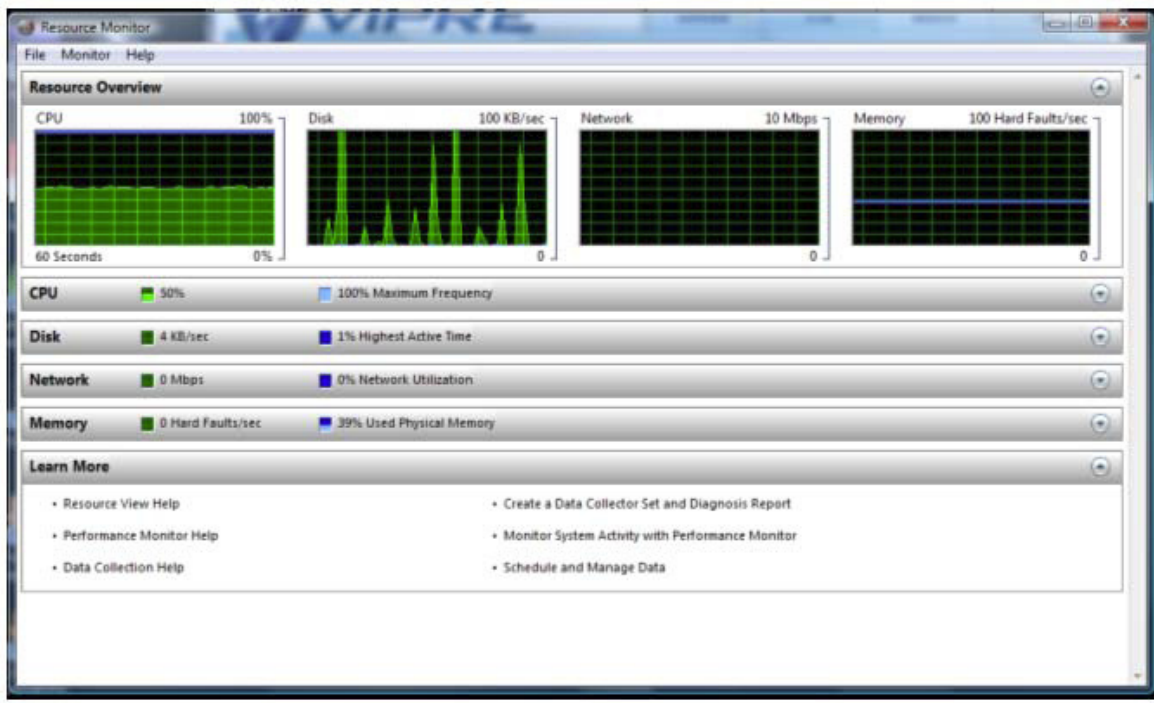 VIPRE
Resource Monitor
File Monitor Help
Resource Overview
CPU 100% Disk 100 KB/sec Network 10 Mbps Memory 100 Hard Faults/sec
60 Seconds 0% 0 0 0
CPU 50% 100% Maximum Frequency
Disk 4 KB/sec 1% Highest Active Time
Network 0 Mbps 0% Network Utilization
Memory 0 Hard Faults/sec 39% Used Physical Memory
Learn More
• Resource View Help • Create a Data Collector Set and Diagnosis Report
• Performance Monitor Help • Monitor System Activity with Performance Monitor
• Data Collection Help • Schedule and Manage Data